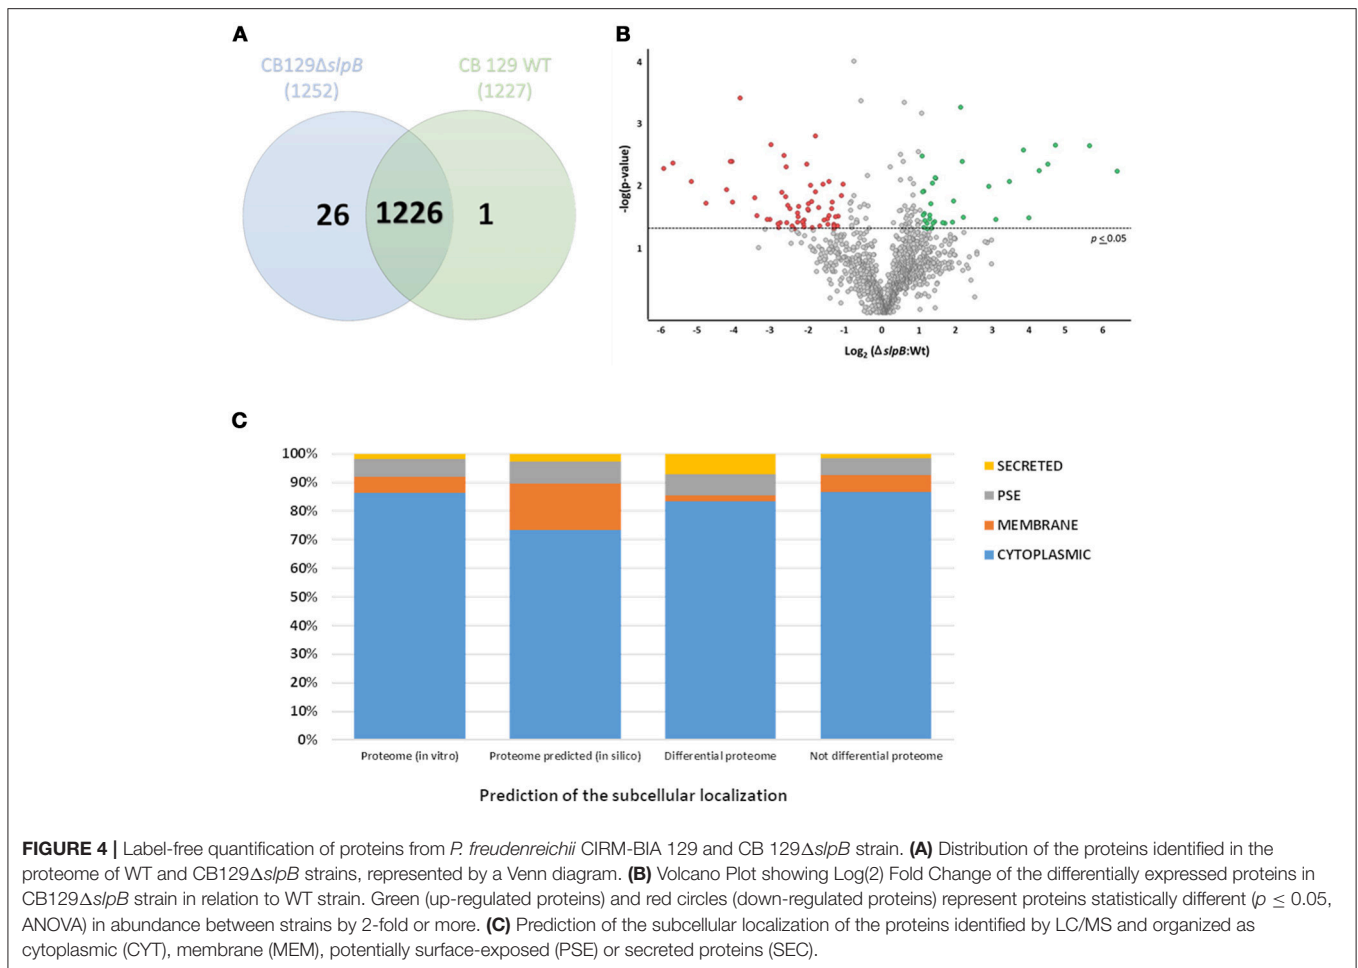 A
CB129ΔslpB
(1252)
CB 129 WT
(1227)
26
1226
1
B
4
3
2
1
-log(p-value)
p ≤0.05
-6 -5 -4 -3 -2 -1 0 1 2 3 4 5 6
Log2 (ΔslpB:Wt)
C
100%
90%
80%
70%
60%
50%
40%
30%
20%
10%
0%
SECRETED
PSE
MEMBRANE
CYTOPLASMIC
Proteome (in vitro) Proteome predicted (in silico) Differential proteome Not differential proteome
Prediction of the subcellular localization
FIGURE 4 | Label-free quantification of proteins from P. freudenreichii CIRM-BIA 129 and CB 129ΔslpB strain. (A) Distribution of the proteins identified in the
proteome of WT and CB129ΔslpB strains, represented by a Venn diagram. (B) Volcano Plot showing Log(2) Fold Change of the differentially expressed proteins in
CB129ΔslpB strain in relation to WT strain. Green (up-regulated proteins) and red circles (down-regulated proteins) represent proteins statistically different (p ≤ 0.05,
ANOVA) in abundance between strains by 2-fold or more. (C) Prediction of the subcellular localization of the proteins identified by LC/MS and organized as
cytoplasmic (CYT), membrane (MEM), potentially surface-exposed (PSE) or secreted proteins (SEC).